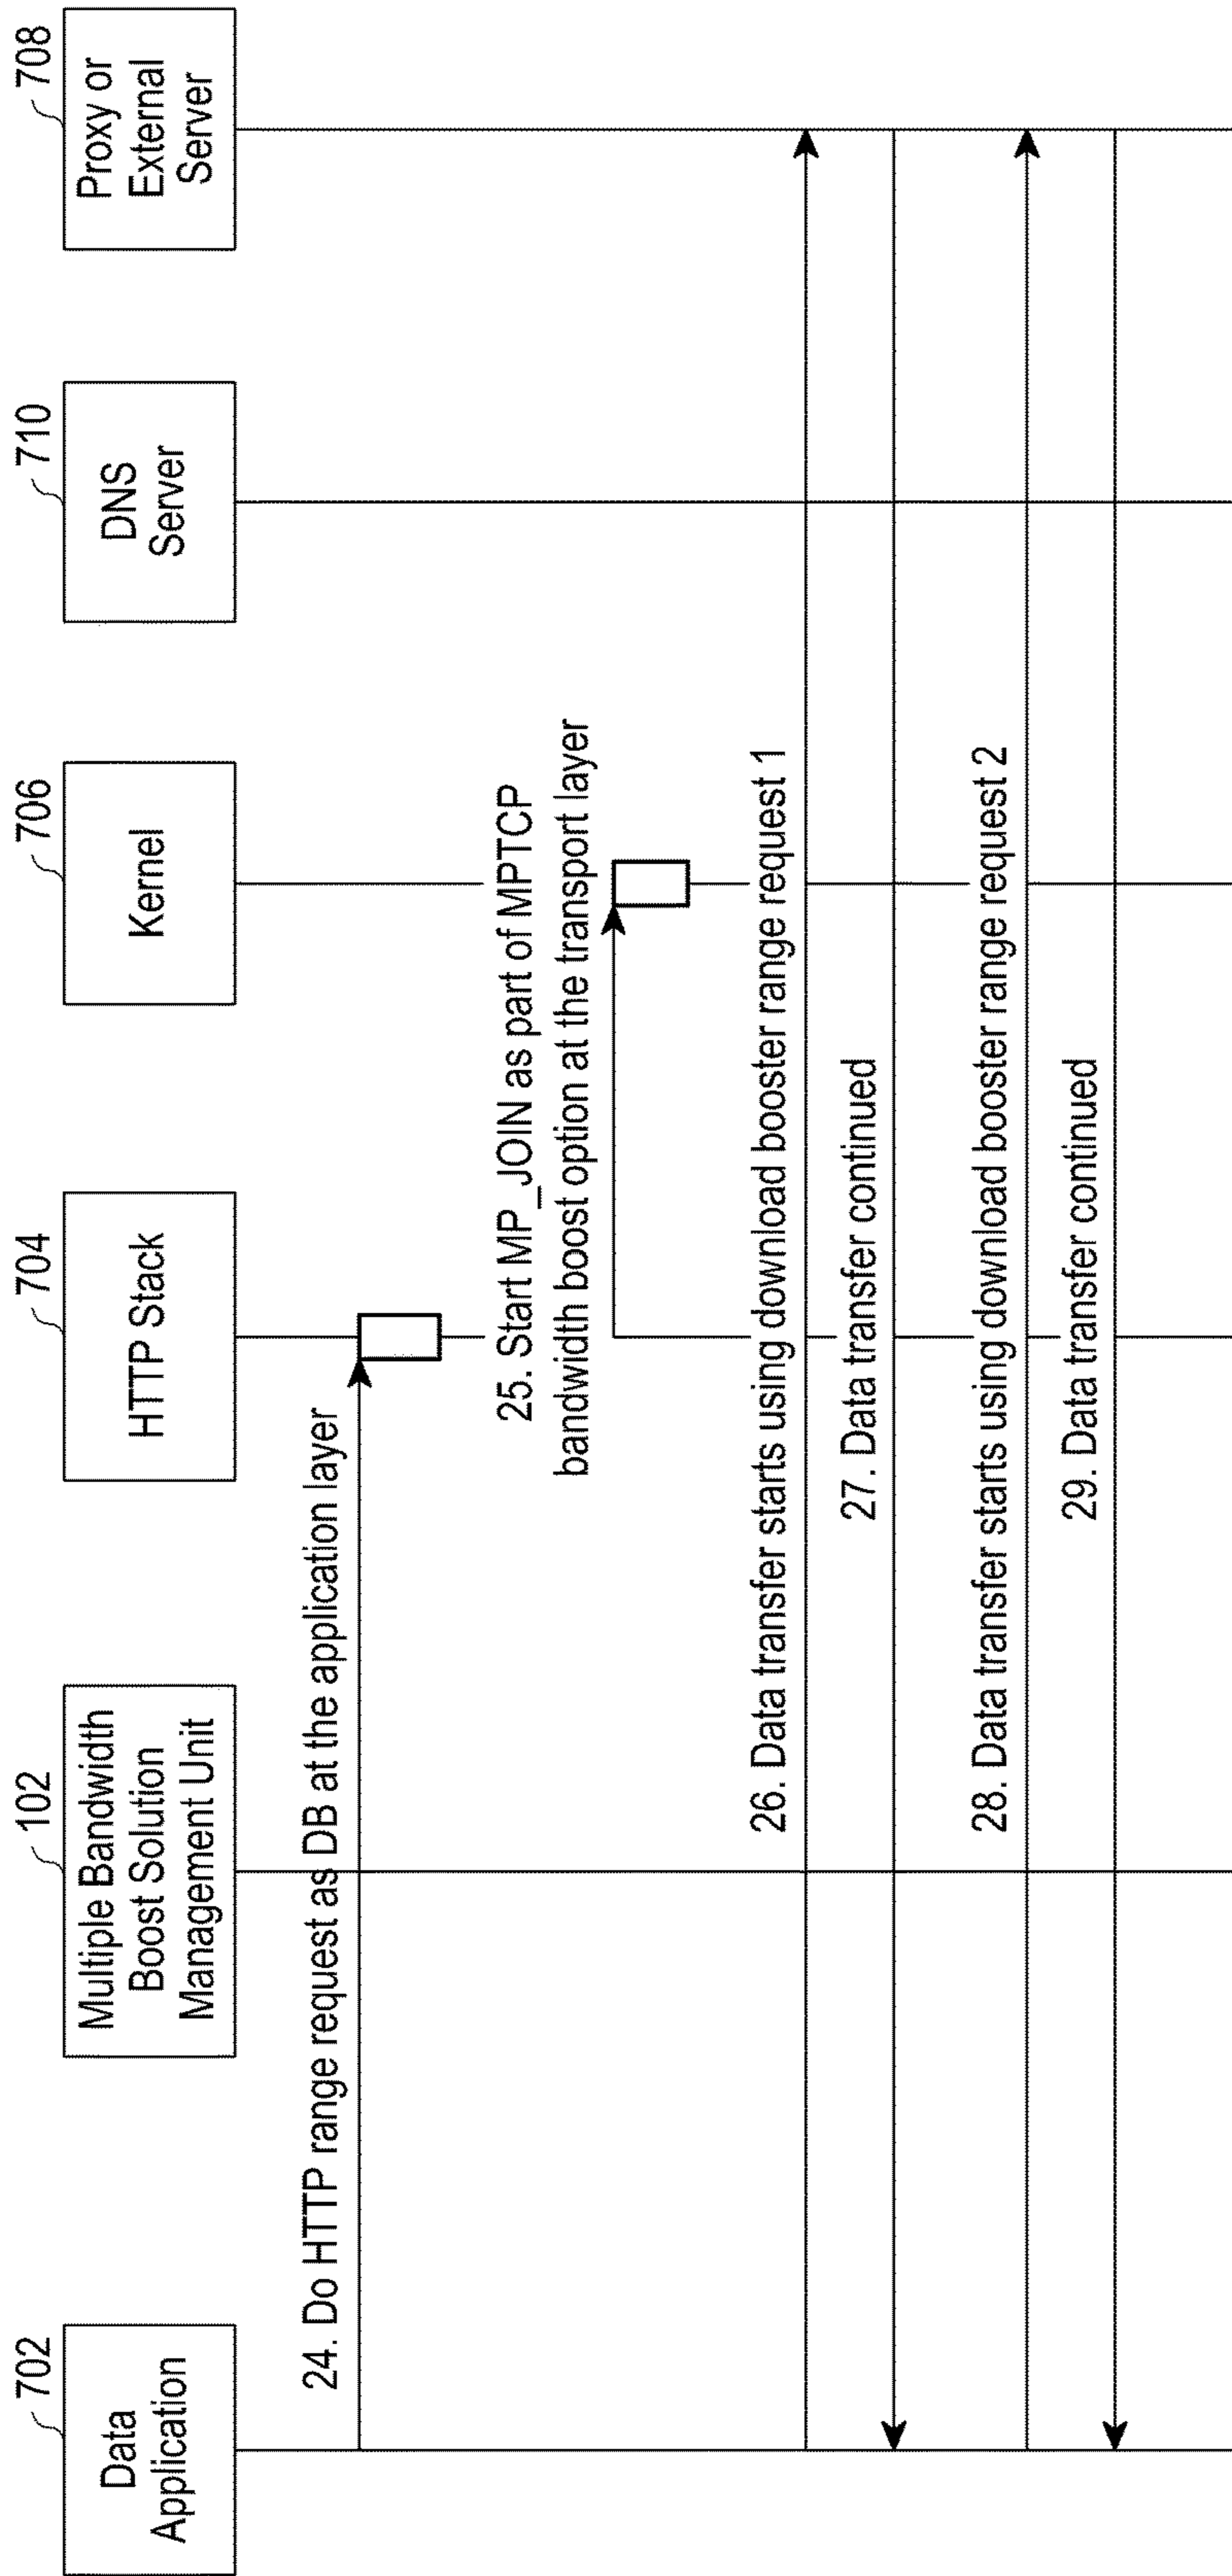 702
Data
Application
102
Multiple Bandwidth
Boost Solution
Management Unit
704
HTTP Stack
706
Kernel
710
DNS
Server
708
Proxy or
External
Server
24. Do HTTP range request as DB at the application layer
25. Start MP_JOIN as part of MPTCP
bandwidth boost option at the transport layer
26. Data transfer starts using download booster range request 1
27. Data transfer continued
28. Data transfer starts using download booster range request 2
29. Data transfer continued